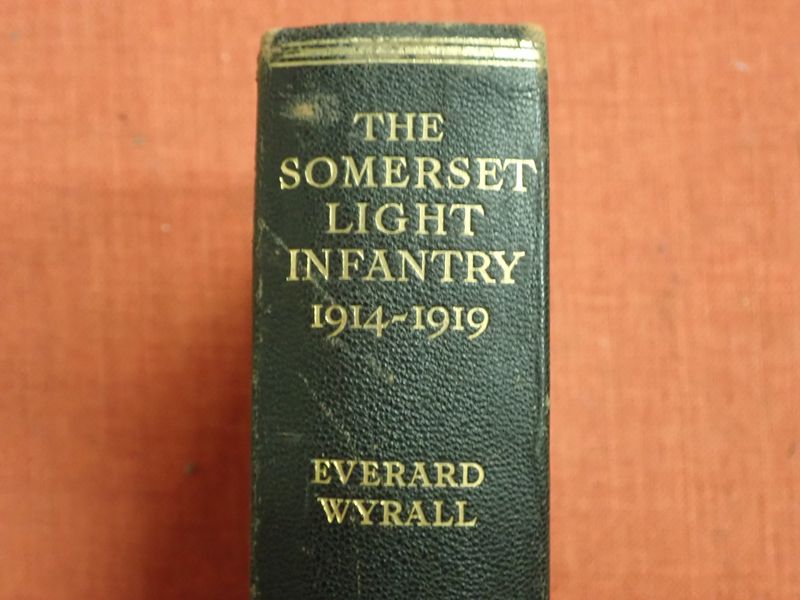 THE
SOMERSET
LIGHT
INFANTRY
1914-1919
EVERARD
WYRALL